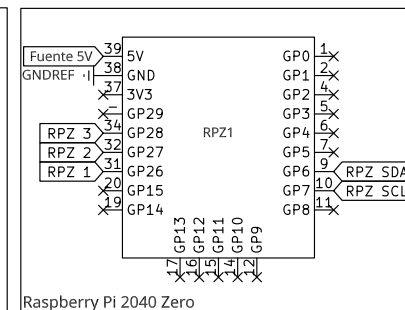 Fuente 5V 39 5V GP0 1
GNDREF 38 GND GP1 2
37 3V3 GP2 4
GP29 GP3 5
RPZ 3 34 GP28 RPZ1 GP4 6
RPZ 2 32 GP27 GP5 7
RPZ 1 31 GP26 GP6 9 RPZ SDA
20 GP15 GP7 10 RPZ SCL
19 GP14 GP8 11
GP13 GP12 GP11 GP10 GP9
17 16 15 14 12
Raspberry Pi 2040 Zero